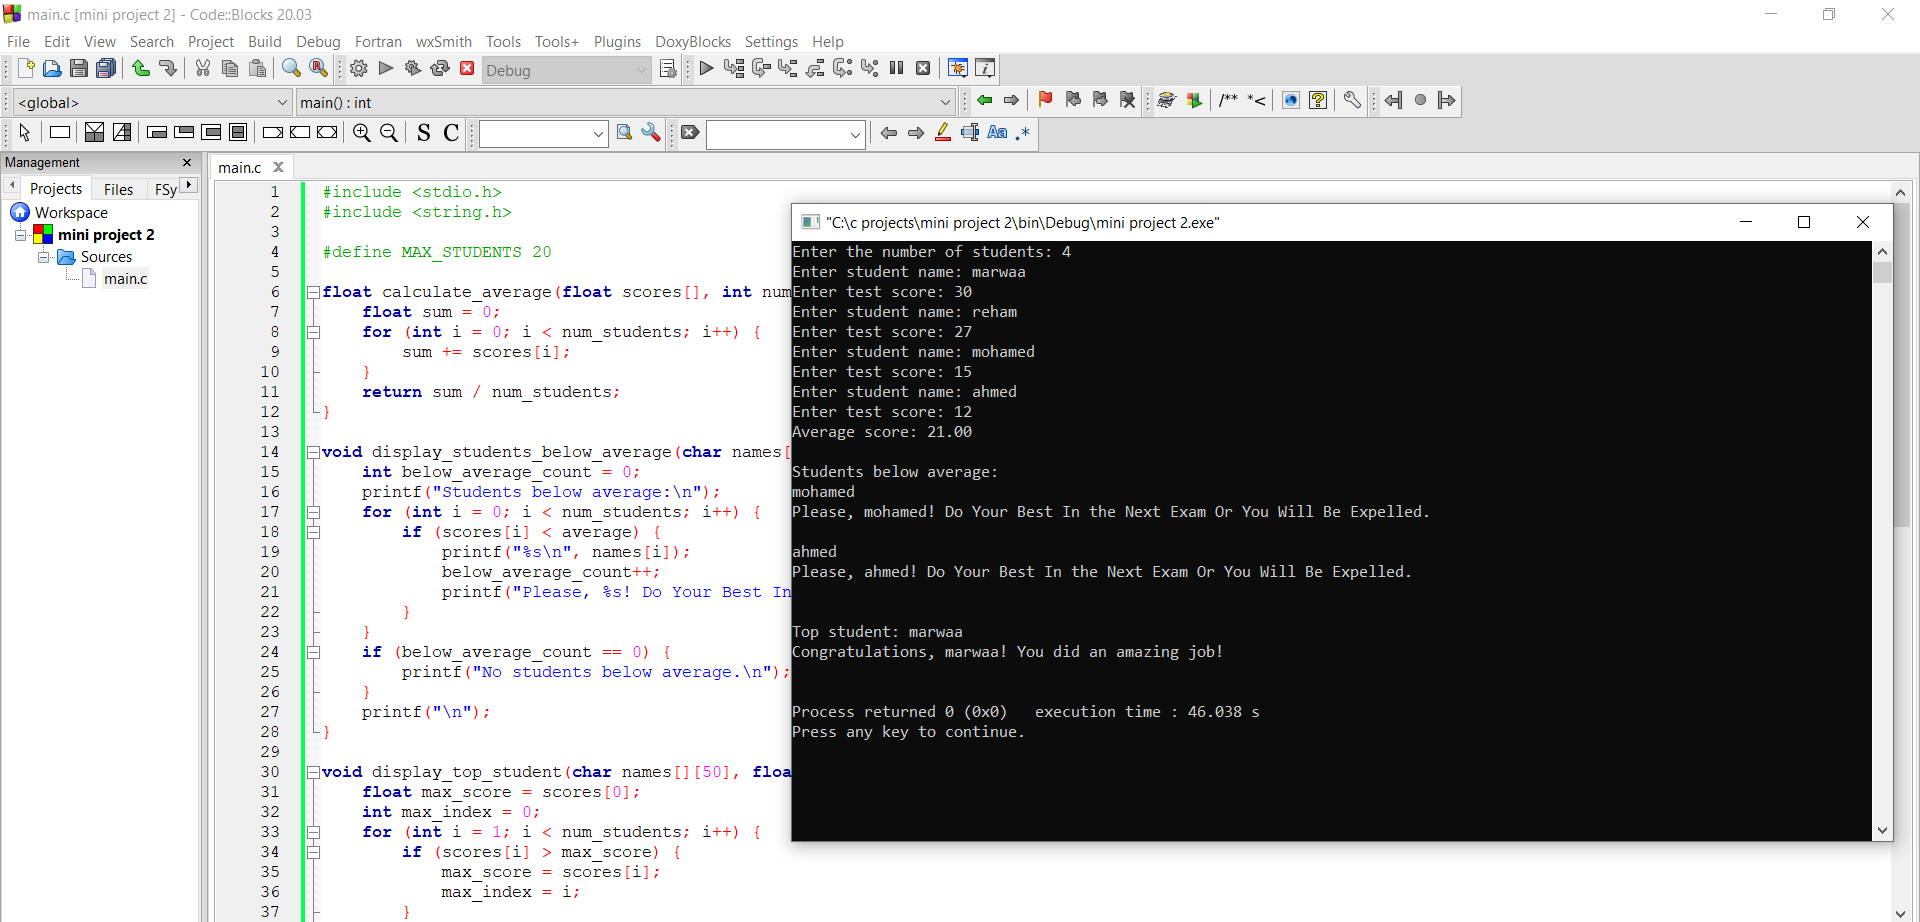 main.c [mini project 2] - Code::Blocks 20.03
File Edit View Search Project Build Debug Fortran wxSmith Tools Tools+ Plugins DoxyBlocks Settings Help
Debug
<global> main() : int /** *<
S C Aa .*
Management
Projects Files FSy
main.c
Workspace
mini project 2
Sources
main.c
1 #include <stdio.h>
2 #include <string.h>
3
4 #define MAX_STUDENTS 20
5
6 float calculate_average(float scores[], int num
7 float sum = 0;
8 for (int i = 0; i < num_students; i++) {
9 sum += scores[i];
10 }
11 return sum / num_students;
12 }
13
14 void display_students_below_average(char names[
15 int below_average_count = 0;
16 printf("Students below average:\n");
17 for (int i = 0; i < num_students; i++) {
18 if (scores[i] < average) {
19 printf("%s\n", names[i]);
20 below_average_count++;
21 printf("Please, %s! Do Your Best In
22 }
23 }
24 if (below_average_count == 0) {
25 printf("No students below average.\n");
26 }
27 printf("\n");
28 }
29
30 void display_top_student(char names[][50], floa
31 float max_score = scores[0];
32 int max_index = 0;
33 for (int i = 1; i < num_students; i++) {
34 if (scores[i] > max_score) {
35 max_score = scores[i];
36 max_index = i;
37 }
"C:\c projects\mini project 2\bin\Debug\mini project 2.exe"
Enter the number of students: 4
Enter student name: marwaa
Enter test score: 30
Enter student name: reham
Enter test score: 27
Enter student name: mohamed
Enter test score: 15
Enter student name: ahmed
Enter test score: 12
Average score: 21.00
Students below average:
mohamed
Please, mohamed! Do Your Best In the Next Exam Or You Will Be Expelled.
ahmed
Please, ahmed! Do Your Best In the Next Exam Or You Will Be Expelled.
Top student: marwaa
Congratulations, marwaa! You did an amazing job!
Process returned 0 (0x0) execution time : 46.038 s
Press any key to continue.